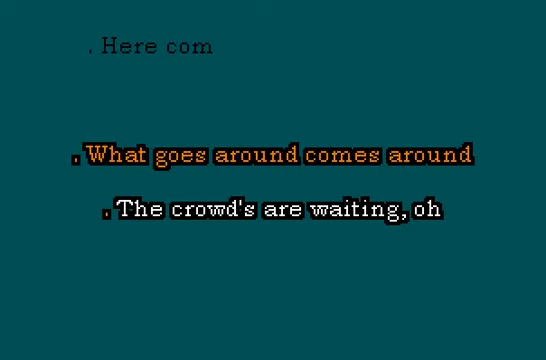 . Here com
. What goes around comes around
. The crowd's are waiting, oh